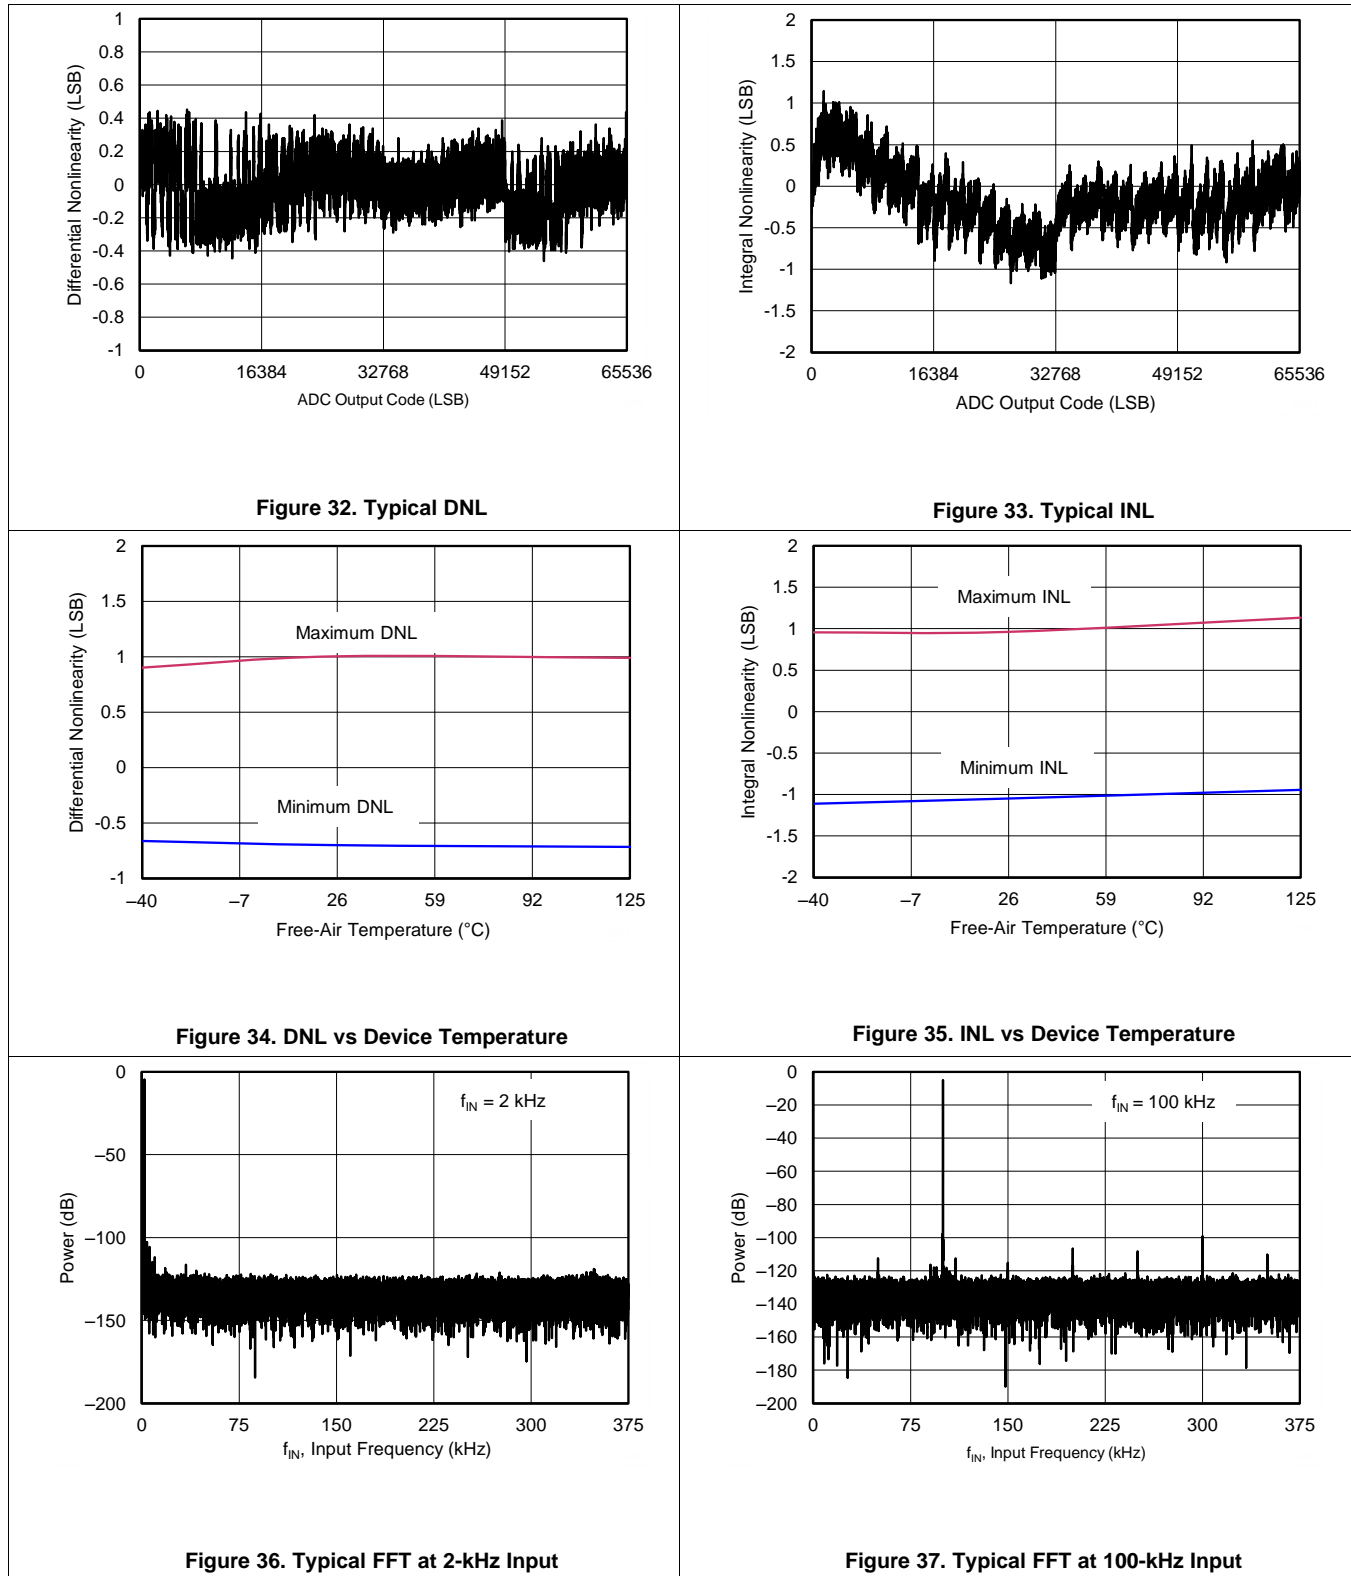 1
0.8
0.6
0.4
0.2
0
-0.2
-0.4
-0.6
-0.8
-1
Differential Nonlinearity (LSB)
0 16384 32768 49152 65536
ADC Output Code (LSB)
Figure 32. Typical DNL
2
1.5
1
0.5
0
-0.5
-1
-1.5
-2
Integral Nonlinearity (LSB)
0 16384 32768 49152 65536
ADC Output Code (LSB)
Figure 33. Typical INL
2
1.5
1
0.5
0
-0.5
-1
Differential Nonlinearity (LSB)
Maximum DNL
Minimum DNL
–40 –7 26 59 92 125
Free-Air Temperature (°C)
Figure 34. DNL vs Device Temperature
2
1.5
1
0.5
0
-0.5
-1
-1.5
-2
Integral Nonlinearity (LSB)
Maximum INL
Minimum INL
–40 –7 26 59 92 125
Free-Air Temperature (°C)
Figure 35. INL vs Device Temperature
0
–50
–100
–150
–200
Power (dB)
fIN = 2 kHz
0 75 150 225 300 375
fIN, Input Frequency (kHz)
Figure 36. Typical FFT at 2-kHz Input
0
–20
–40
–60
–80
–100
–120
–140
–160
–180
–200
Power (dB)
fIN = 100 kHz
0 75 150 225 300 375
fIN, Input Frequency (kHz)
Figure 37. Typical FFT at 100-kHz Input